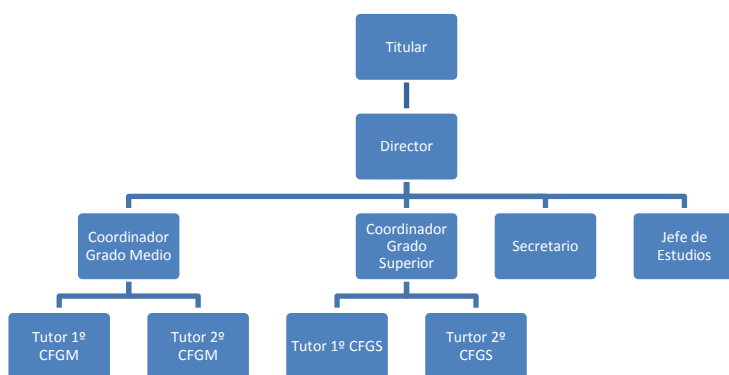 Titular
Director
Coordinador
Grado Medio
Coordinador
Grado
Superior
Secretario
Jefe de
Estudios
Tutor 1º
CFGM
Tutor 2º
CFGM
Tutor 1º CFGS
Turtor 2º
CFGS